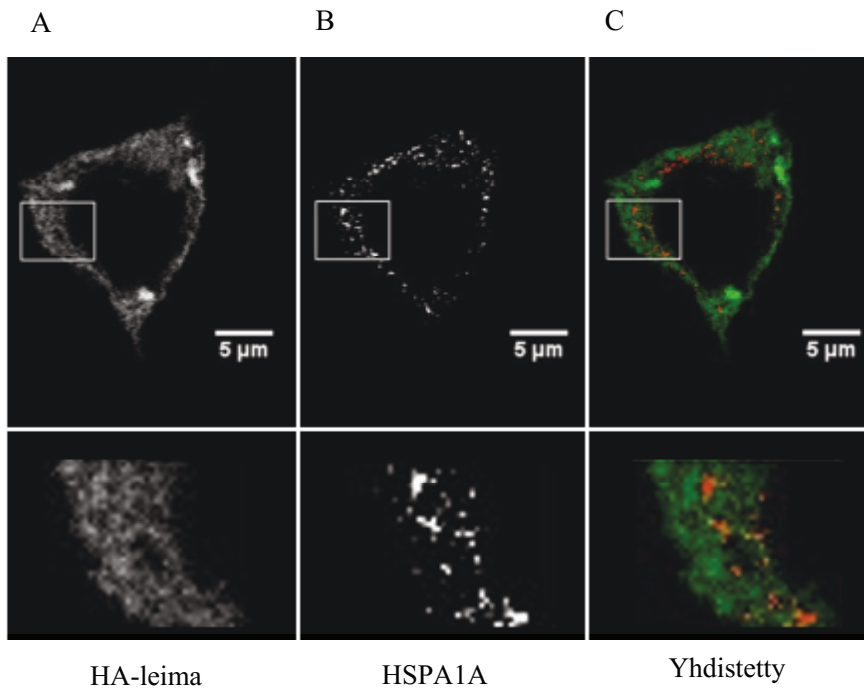 A
B
C
5 µm
5 µm
5 µm
HA-leima
HSPA1A
Yhdistetty